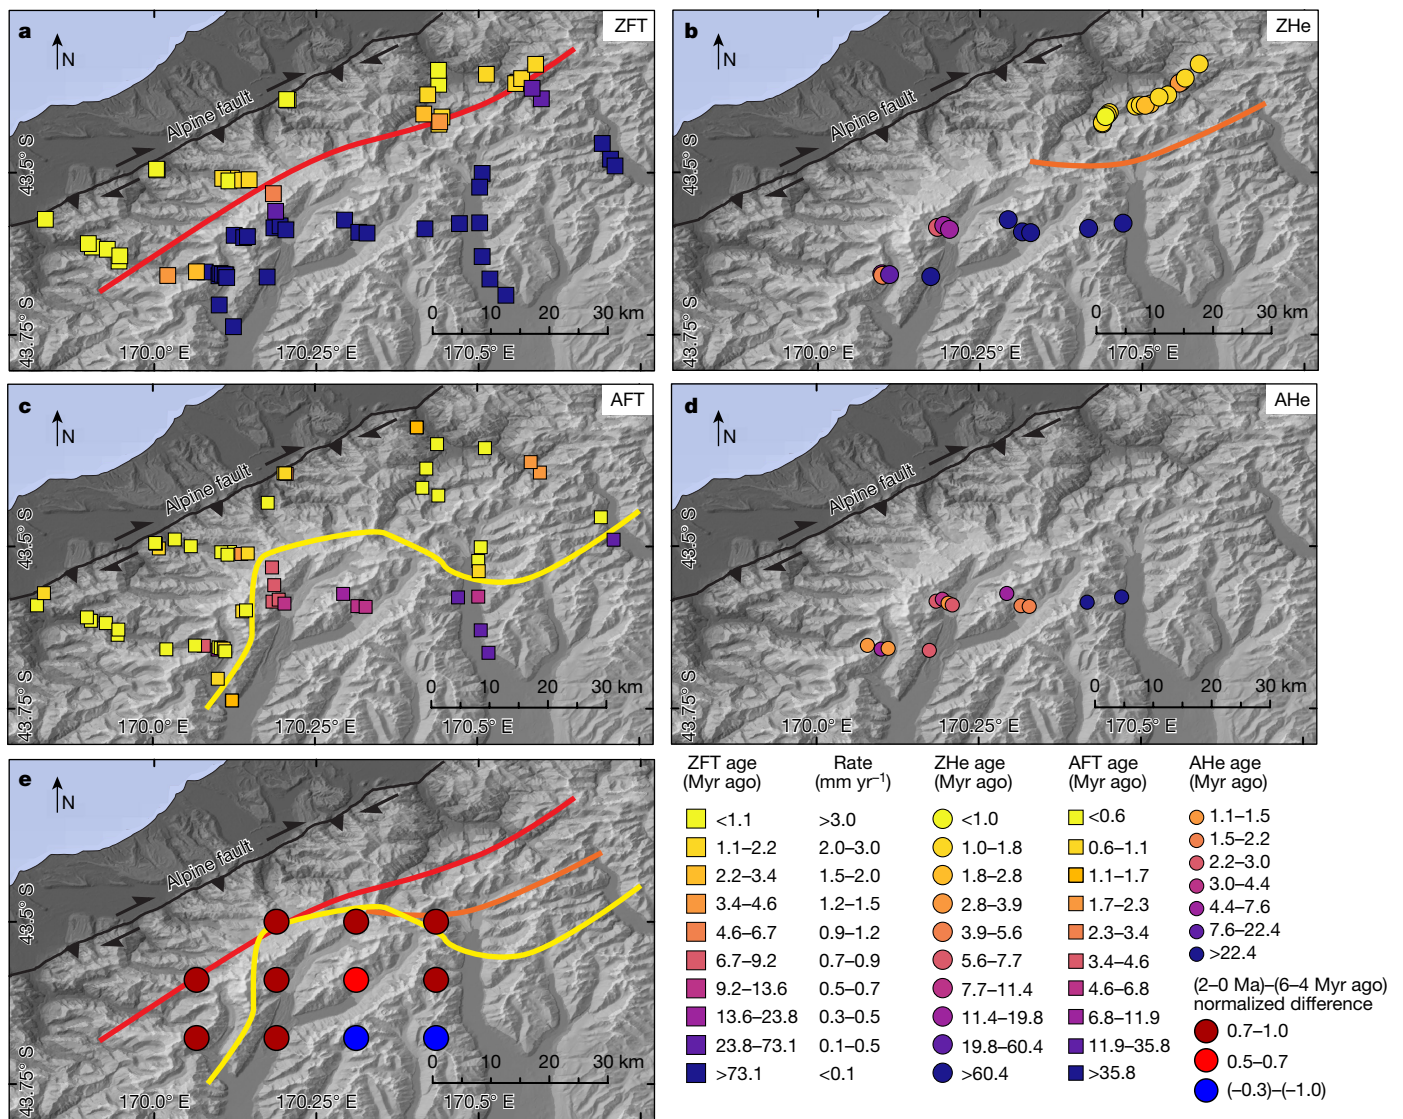 a
ZFT
N
Alpine fault
43.5° S
43.75° S
0 10 20 30 km
170.0° E 170.25° E 170.5° E
b
ZHe
N
Alpine fault
43.5° S
43.75° S
0 10 20 30 km
170.0° E 170.25° E 170.5° E
c
AFT
N
Alpine fault
43.5° S
43.75° S
0 10 20 30 km
170.0° E 170.25° E 170.5° E
d
AHe
N
Alpine fault
43.5° S
43.75° S
0 10 20 30 km
170.0° E 170.25° E 170.5° E
e
N
Alpine fault
43.5° S
43.75° S
0 10 20 30 km
170.0° E 170.25° E 170.5° E
ZFT age
(Myr ago)
<1.1
1.1–2.2
2.2–3.4
3.4–4.6
4.6–6.7
6.7–9.2
9.2–13.6
13.6–23.8
23.8–73.1
>73.1
Rate
(mm yr⁻¹)
>3.0
2.0–3.0
1.5–2.0
1.2–1.5
0.9–1.2
0.7–0.9
0.5–0.7
0.3–0.5
0.1–0.5
<0.1
ZHe age
(Myr ago)
<1.0
1.0–1.8
1.8–2.8
2.8–3.9
3.9–5.6
5.6–7.7
7.7–11.4
11.4–19.8
19.8–60.4
>60.4
AFT age
(Myr ago)
<0.6
0.6–1.1
1.1–1.7
1.7–2.3
2.3–3.4
3.4–4.6
4.6–6.8
6.8–11.9
11.9–35.8
>35.8
AHe age
(Myr ago)
1.1–1.5
1.5–2.2
2.2–3.0
3.0–4.4
4.4–7.6
7.6–22.4
>22.4
(2–0 Ma)–(6–4 Myr ago)
normalized difference
0.7–1.0
0.5–0.7
(–0.3)–(–1.0)